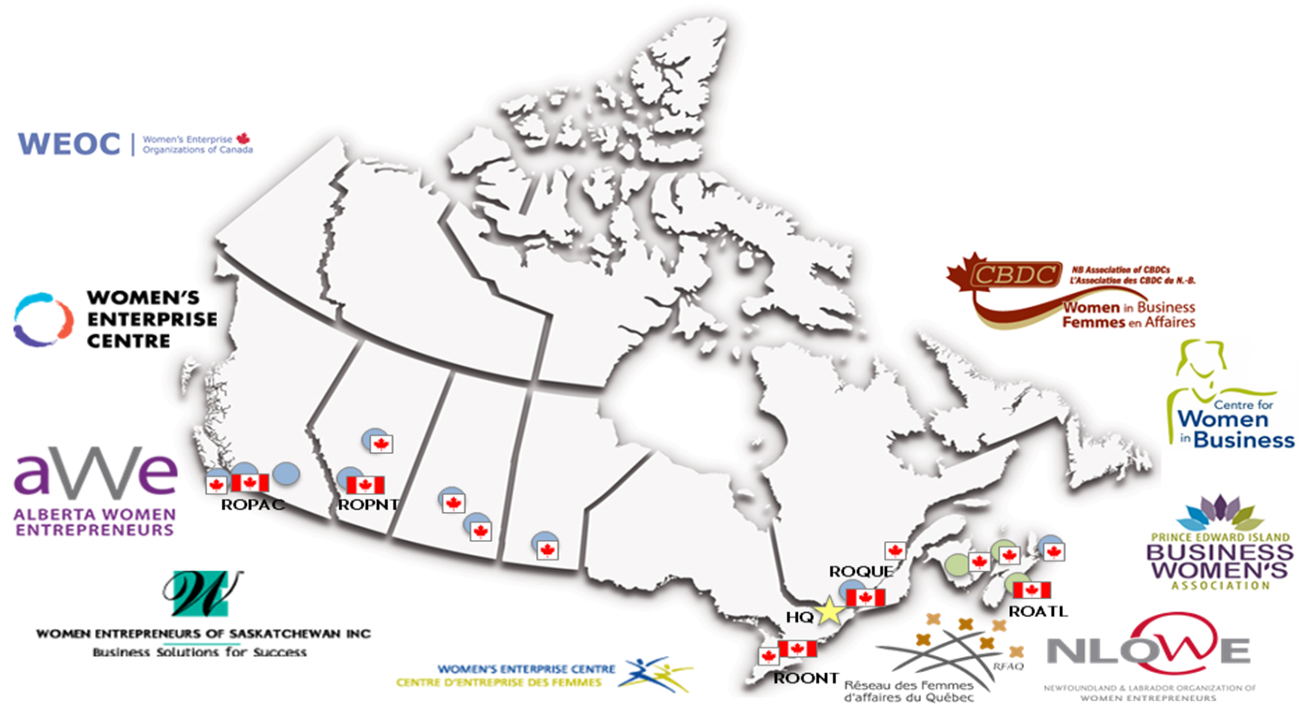 WEOC | Women's Enterprise
Organizations of Canada
WOMEN'S
ENTERPRISE
CENTRE
aWe
ALBERTA WOMEN
ENTREPRENEURS
W
WOMEN ENTREPRENEURS OF SASKATCHEWAN INC
Business Solutions for Success
WOMEN'S ENTERPRISE CENTRE
CENTRE D'ENTREPRISE DES FEMMES
ROPAC
ROPNT
ROQUE
HQ
ROONT
ROATL
CBDC
NB Association of CBDCs
L'Association des CBDC du N.-B.
Women in Business
Femmes en Affaires
Centre for
Women
in Business
PRINCE EDWARD ISLAND
BUSINESS
WOMEN'S
ASSOCIATION
RFAQ
Réseau des Femmes
d'affaires du Québec
NLOWE
NEWFOUNDLAND & LABRADOR ORGANIZATION OF
WOMEN ENTREPRENEURS